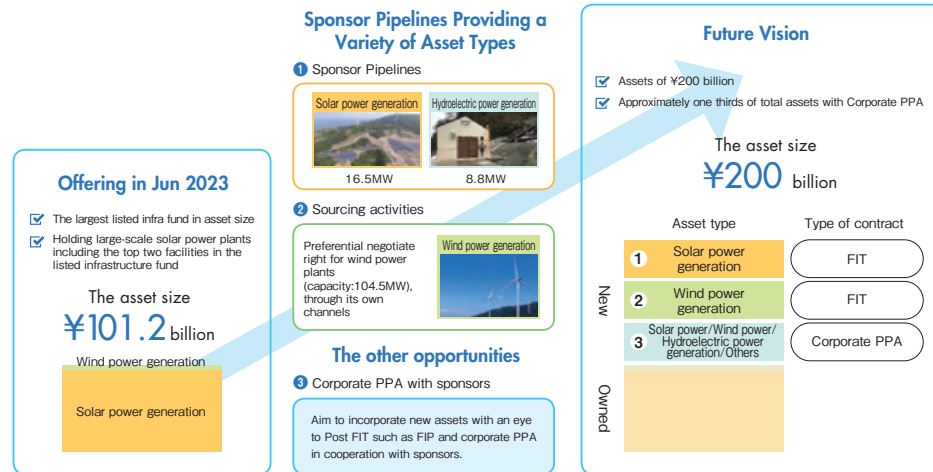 Offering in Jun 2023
The largest listed infra fund in asset size
Holding large-scale solar power plants
including the top two facilities in the
listed infrastructure fund
The asset size
¥101.2 billion
Wind power generation
Solar power generation
Sponsor Pipelines Providing a
Variety of Asset Types
1 Sponsor Pipelines
Solar power generation
16.5MW
Hydroelectric power generation
8.8MW
2 Sourcing activities
Preferential negotiate
right for wind power
plants
(capacity:104.5MW),
through its own
channels
Wind power generation
The other opportunities
3 Corporate PPA with sponsors
Aim to incorporate new assets with an eye
to Post FIT such as FIP and corporate PPA
in cooperation with sponsors.
Future Vision
Assets of ¥200 billion
Approximately one thirds of total assets with Corporate PPA
The asset size
¥200 billion
Asset type
Type of contract
New
1 Solar power
generation
FIT
2 Wind power
generation
FIT
3 Solar power/Wind power/
Hydroelectric power
generation/Others
Corporate PPA
Owned